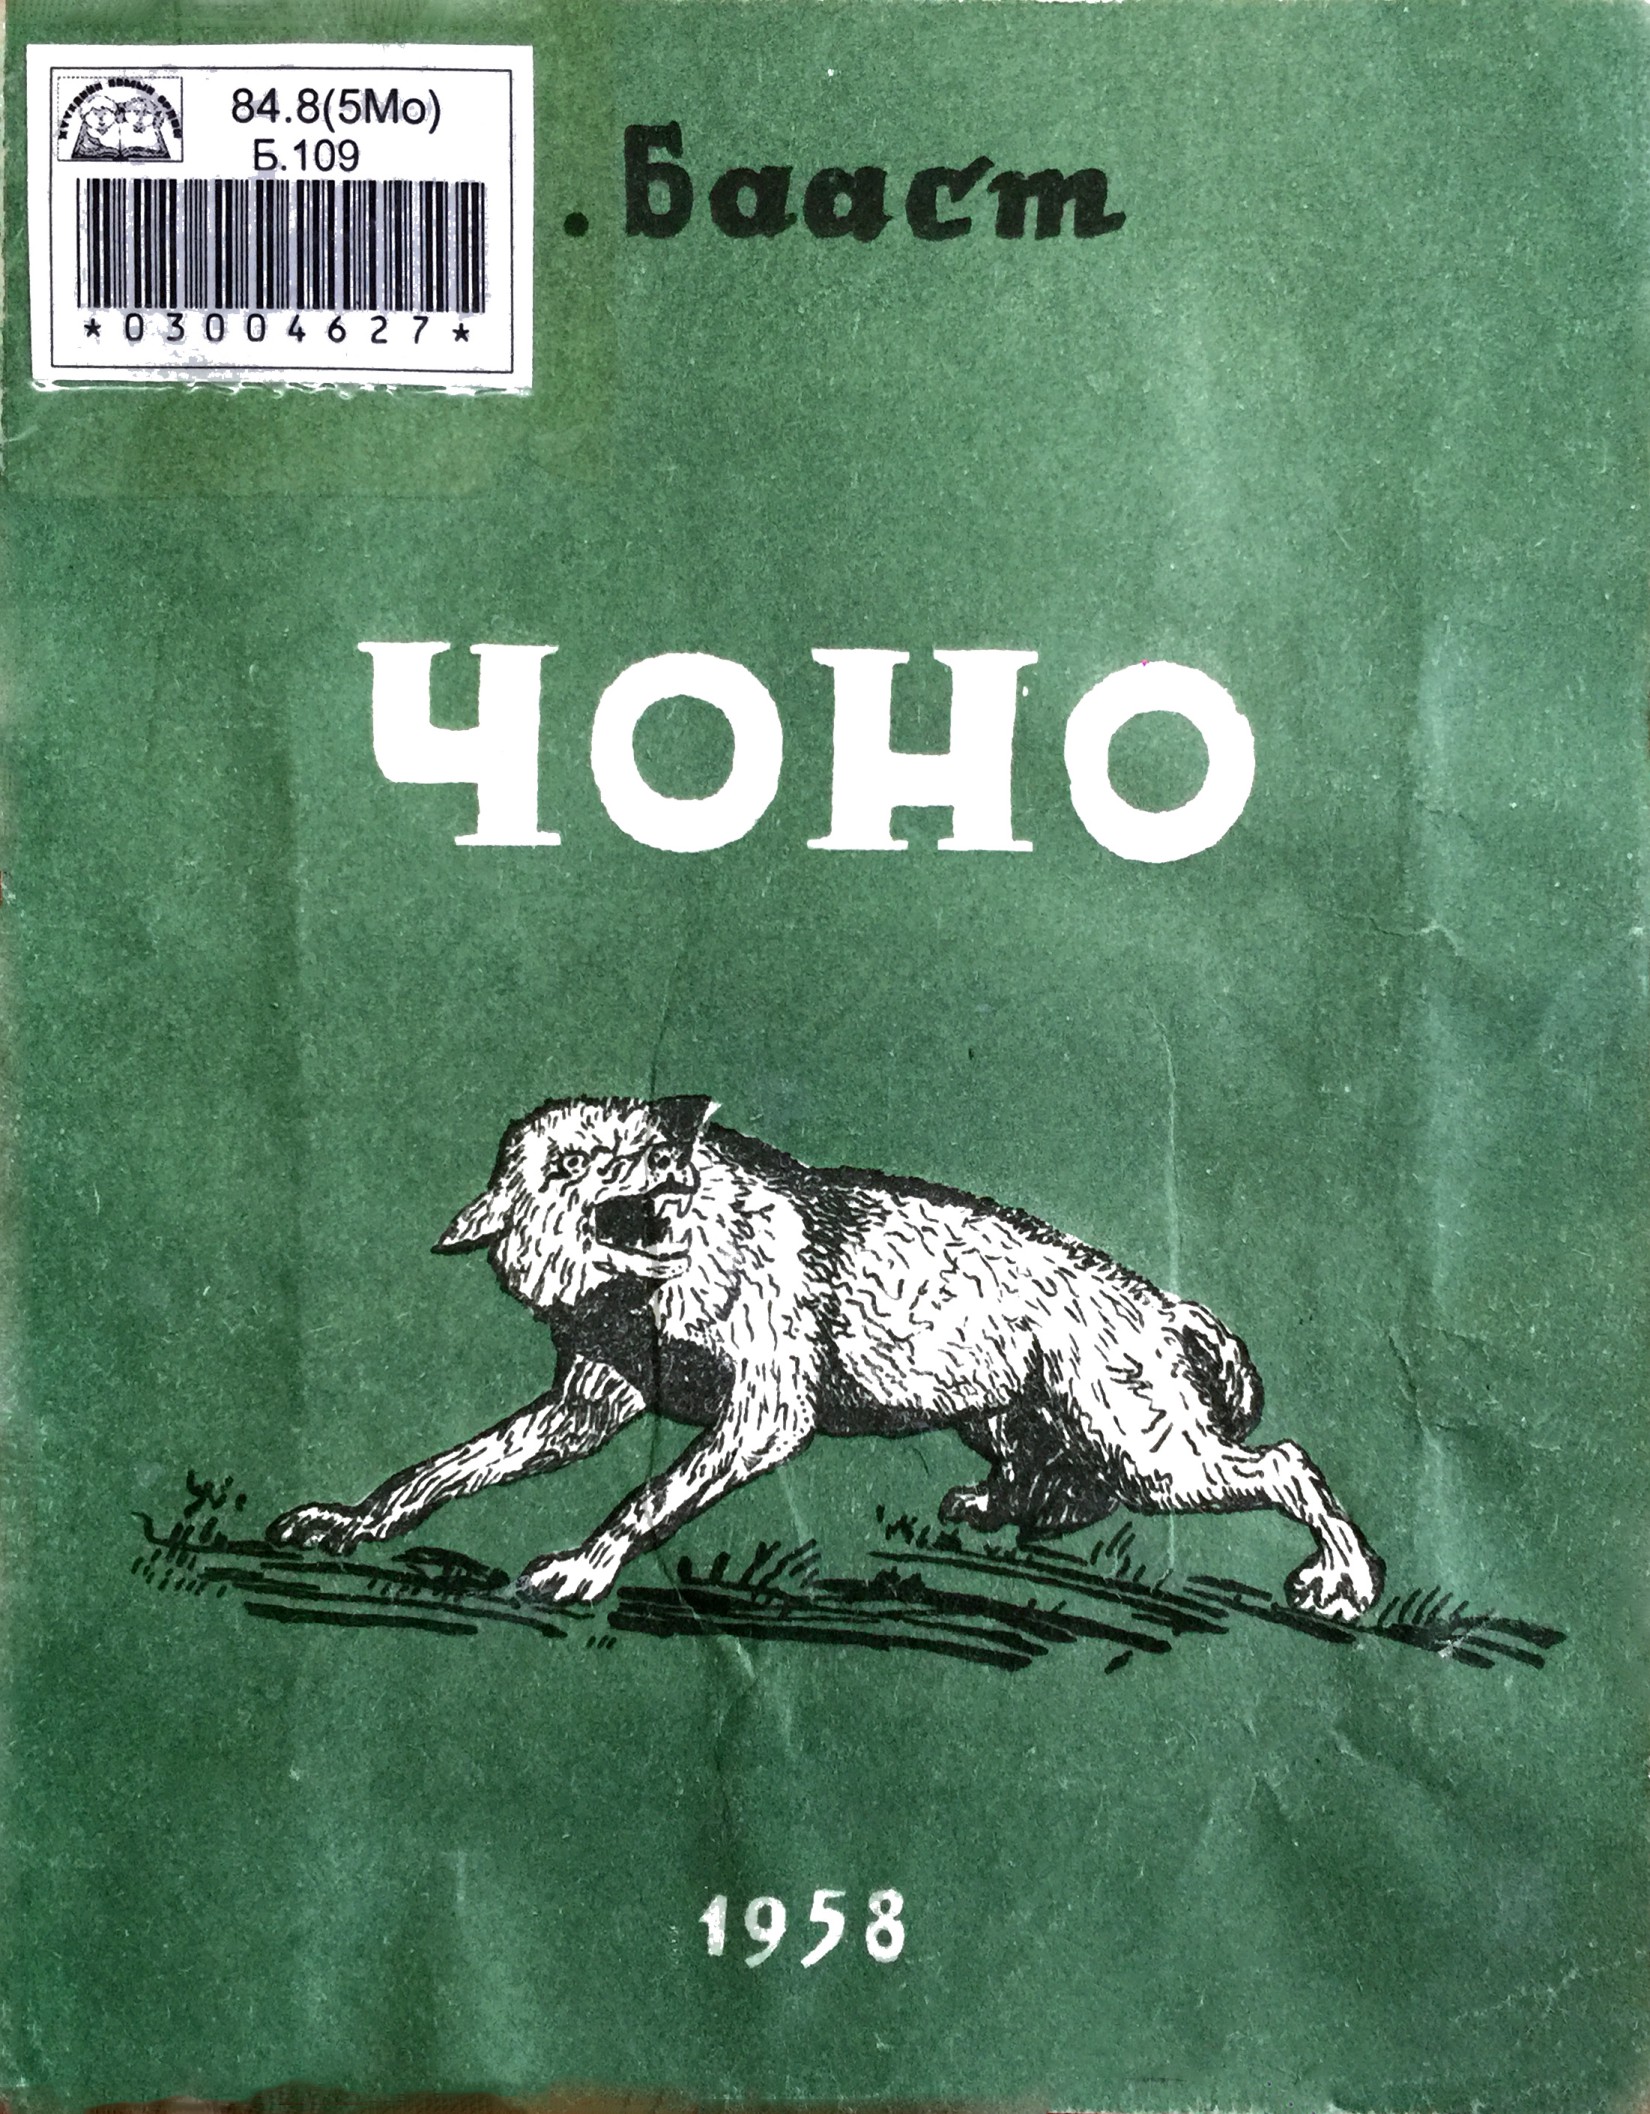 84.8(5Мо)
Б.109
*03004627*
. Бааст
ЧОНО
1958